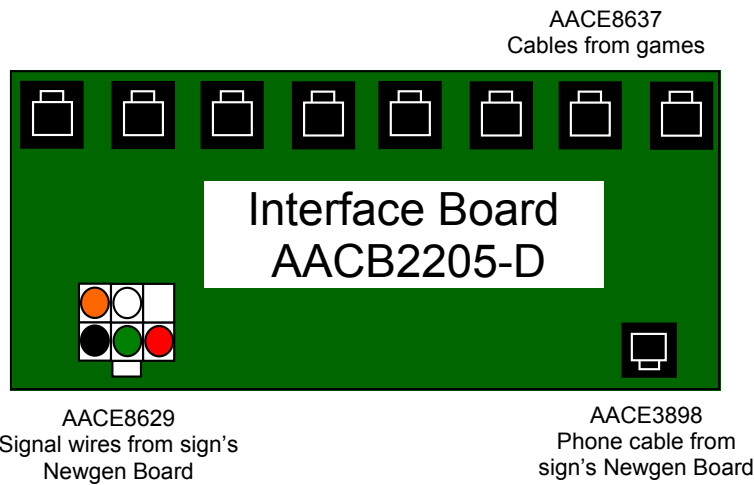 AACE8637
Cables from games
Interface Board
AACB2205-D
AACE8629
Signal wires from sign's
Newgen Board
AACE3898
Phone cable from
sign's Newgen Board